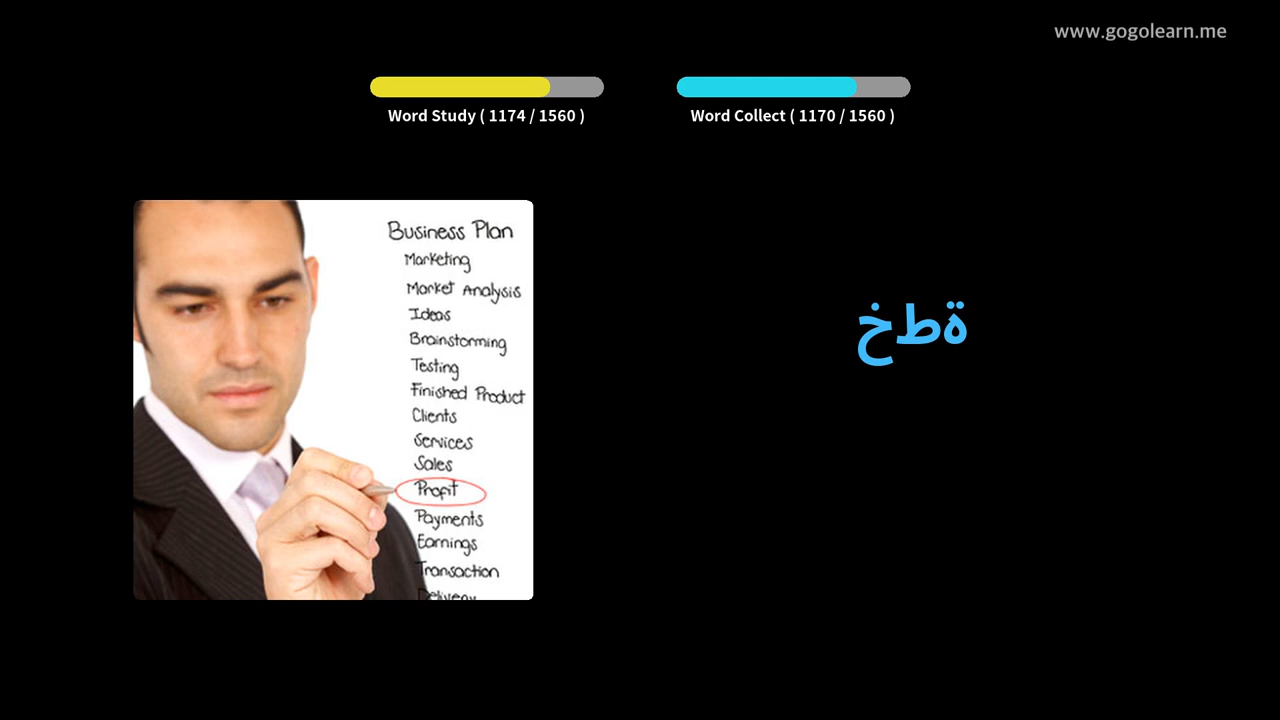 www.gogolearn.me
Word Study ( 1174 / 1560 )
Word Collect ( 1170 / 1560 )
Business Plan
Marketing
Market Analysis
Ideas
Brainstorming
Testing
Finished Product
Clients
Services
Sales
Profit
Payments
Earnings
Transaction
Delivery
خطة